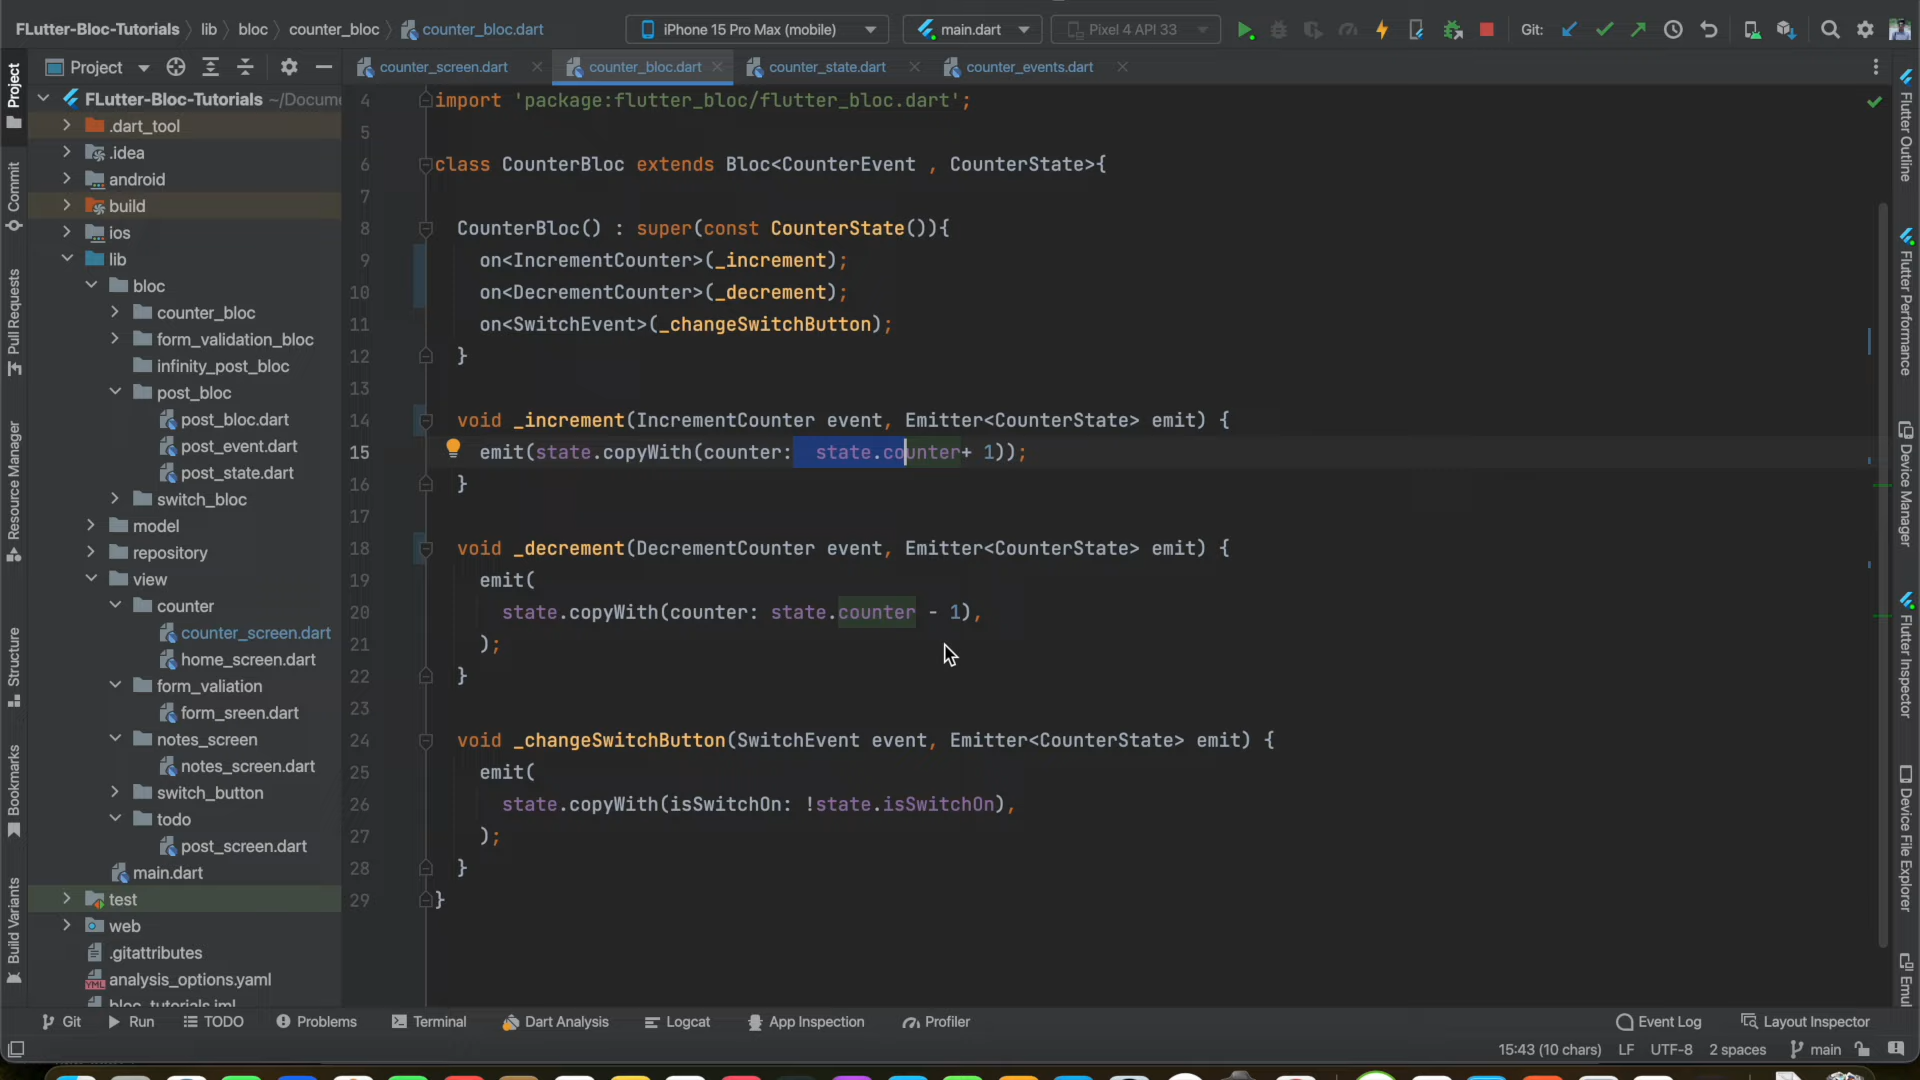 FLutter-Bloc-Tutorials lib bloc counter_bloc counter_bloc.dart iPhone 15 Pro Max (mobile) main.dart Pixel 4 API 33 Git:
Project counter_screen.dart counter_bloc.dart counter_state.dart counter_events.dart
FLutter-Bloc-Tutorials ~/Docum
.dart_tool
.idea
android
build
ios
lib
bloc
counter_bloc
form_validation_bloc
infinity_post_bloc
post_bloc
post_bloc.dart
post_event.dart
post_state.dart
switch_bloc
model
repository
view
counter
counter_screen.dart
home_screen.dart
form_valiation
form_sreen.dart
notes_screen
notes_screen.dart
switch_button
todo
post_screen.dart
main.dart
test
web
.gitattributes
analysis_options.yaml
bloc_tutorials.iml
4 import 'package:flutter_bloc/flutter_bloc.dart';
5
6 class CounterBloc extends Bloc<CounterEvent , CounterState>{
7
8 CounterBloc() : super(const CounterState()){
9 on<IncrementCounter>(_increment);
10 on<DecrementCounter>(_decrement);
11 on<SwitchEvent>(_changeSwitchButton);
12 }
13
14 void _increment(IncrementCounter event, Emitter<CounterState> emit) {
15 emit(state.copyWith(counter:  state.counter+ 1));
16 }
17
18 void _decrement(DecrementCounter event, Emitter<CounterState> emit) {
19 emit(
20 state.copyWith(counter: state.counter - 1),
21 );
22 }
23
24 void _changeSwitchButton(SwitchEvent event, Emitter<CounterState> emit) {
25 emit(
26 state.copyWith(isSwitchOn: !state.isSwitchOn),
27 );
28 }
29 }
Project
Commit
Pull Requests
Resource Manager
Structure
Bookmarks
Build Variants
Flutter Outline
Flutter Performance
Device Manager
Flutter Inspector
Device File Explorer
Emul
Git Run TODO Problems Terminal Dart Analysis Logcat App Inspection Profiler Event Log Layout Inspector
15:43 (10 chars) LF UTF-8 2 spaces main